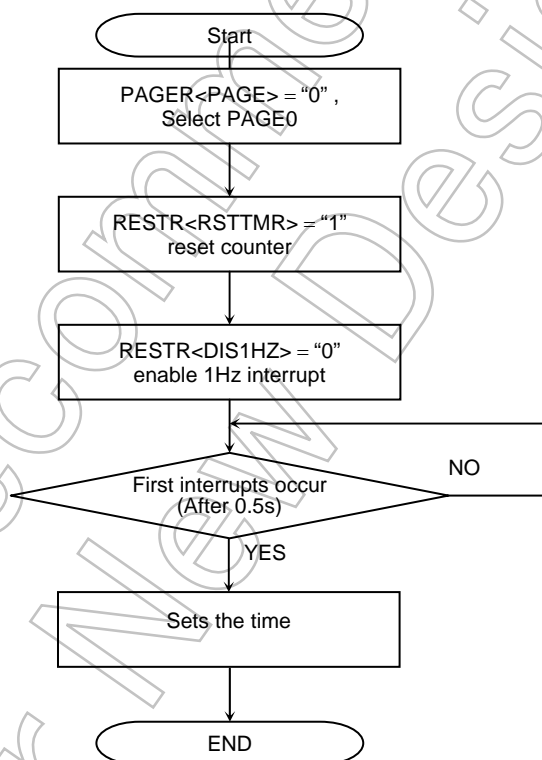 Start
PAGER<PAGE> = “0” ,
Select PAGE0
RESTR<RSTTMR> = “1”
reset counter
RESTR<DIS1HZ> = “0”
enable 1Hz interrupt
First interrupts occur
(After 0.5s)
NO
YES
Sets the time
END